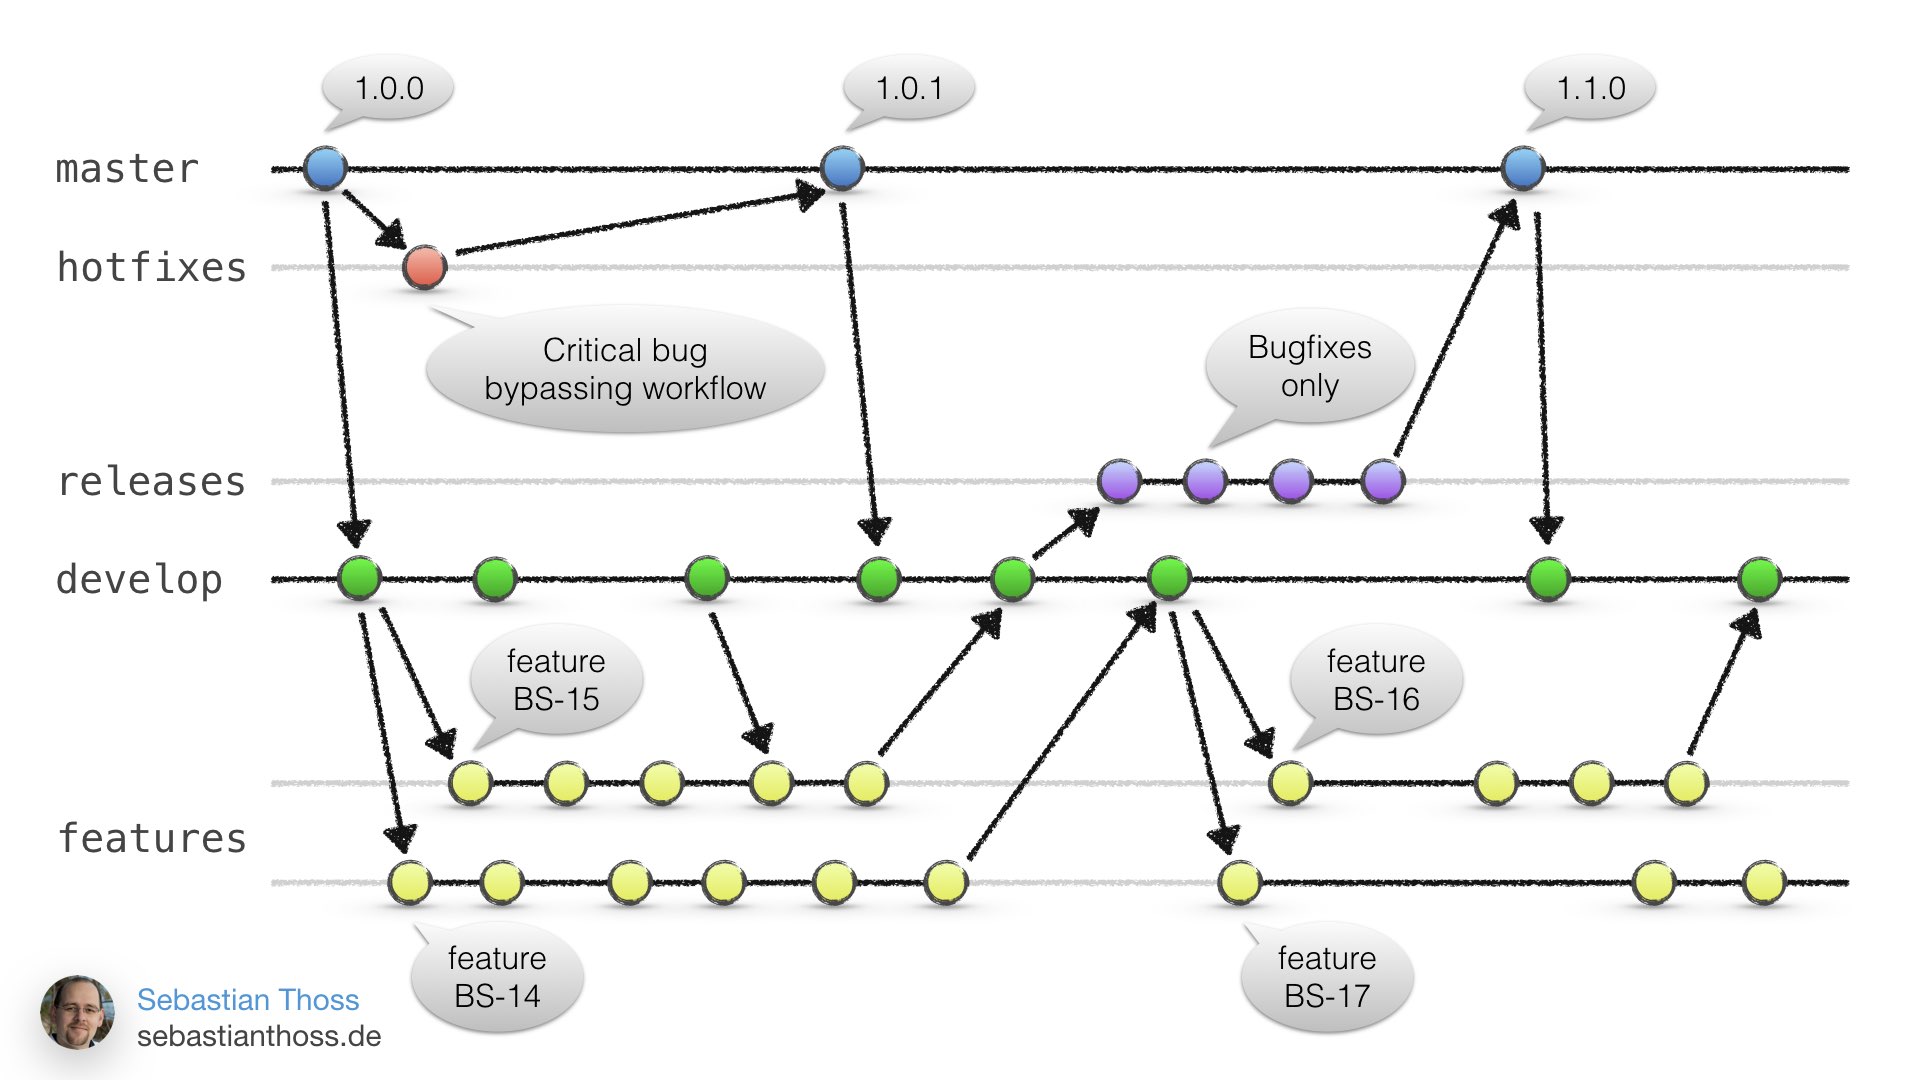 1.0.0
1.0.1
1.1.0
master
hotfixes
Critical bug
bypassing workflow
Bugfixes
only
releases
develop
feature
BS-15
feature
BS-16
features
feature
BS-14
feature
BS-17
Sebastian Thoss
sebastianthoss.de